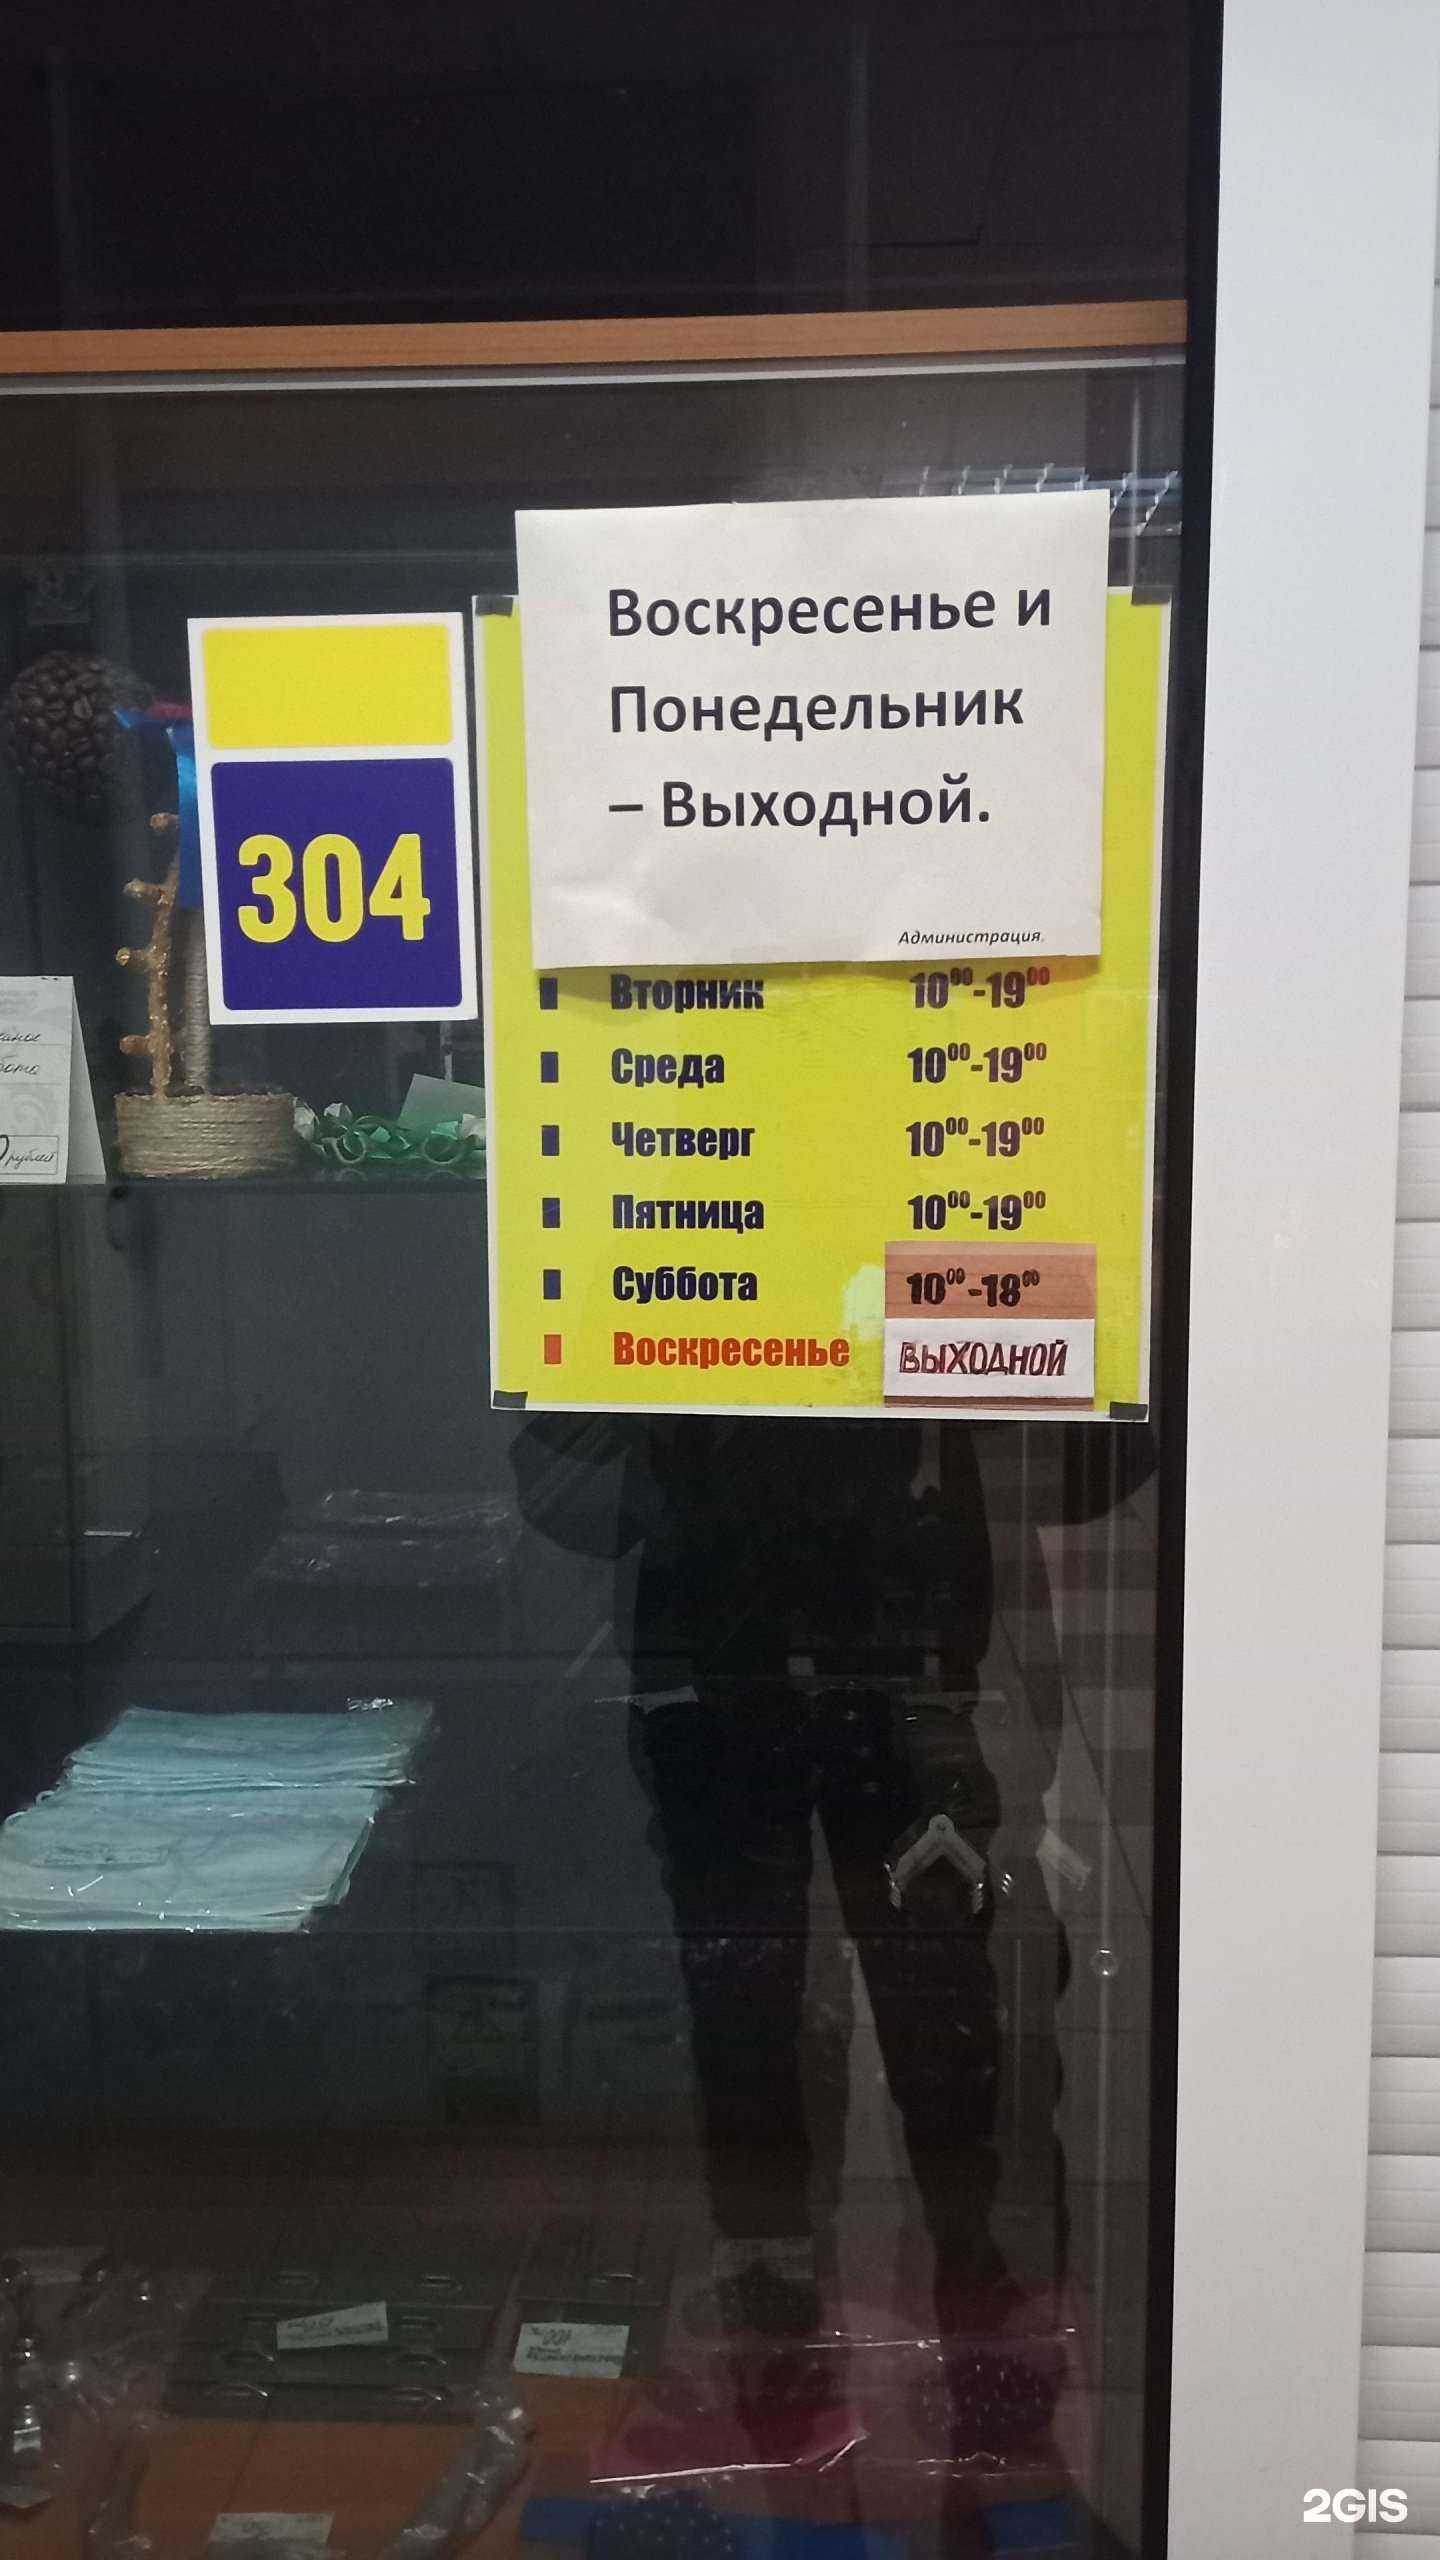 Воскресенье и
Понедельник
– Выходной.
Администрация.
304
Вторник 10⁰⁰-19⁰⁰
Среда 10⁰⁰-19⁰⁰
Четверг 10⁰⁰-19⁰⁰
Пятница 10⁰⁰-19⁰⁰
Суббота 10⁰⁰-18⁰⁰
Воскресенье ВЫХОДНОЙ
рублей
2GIS